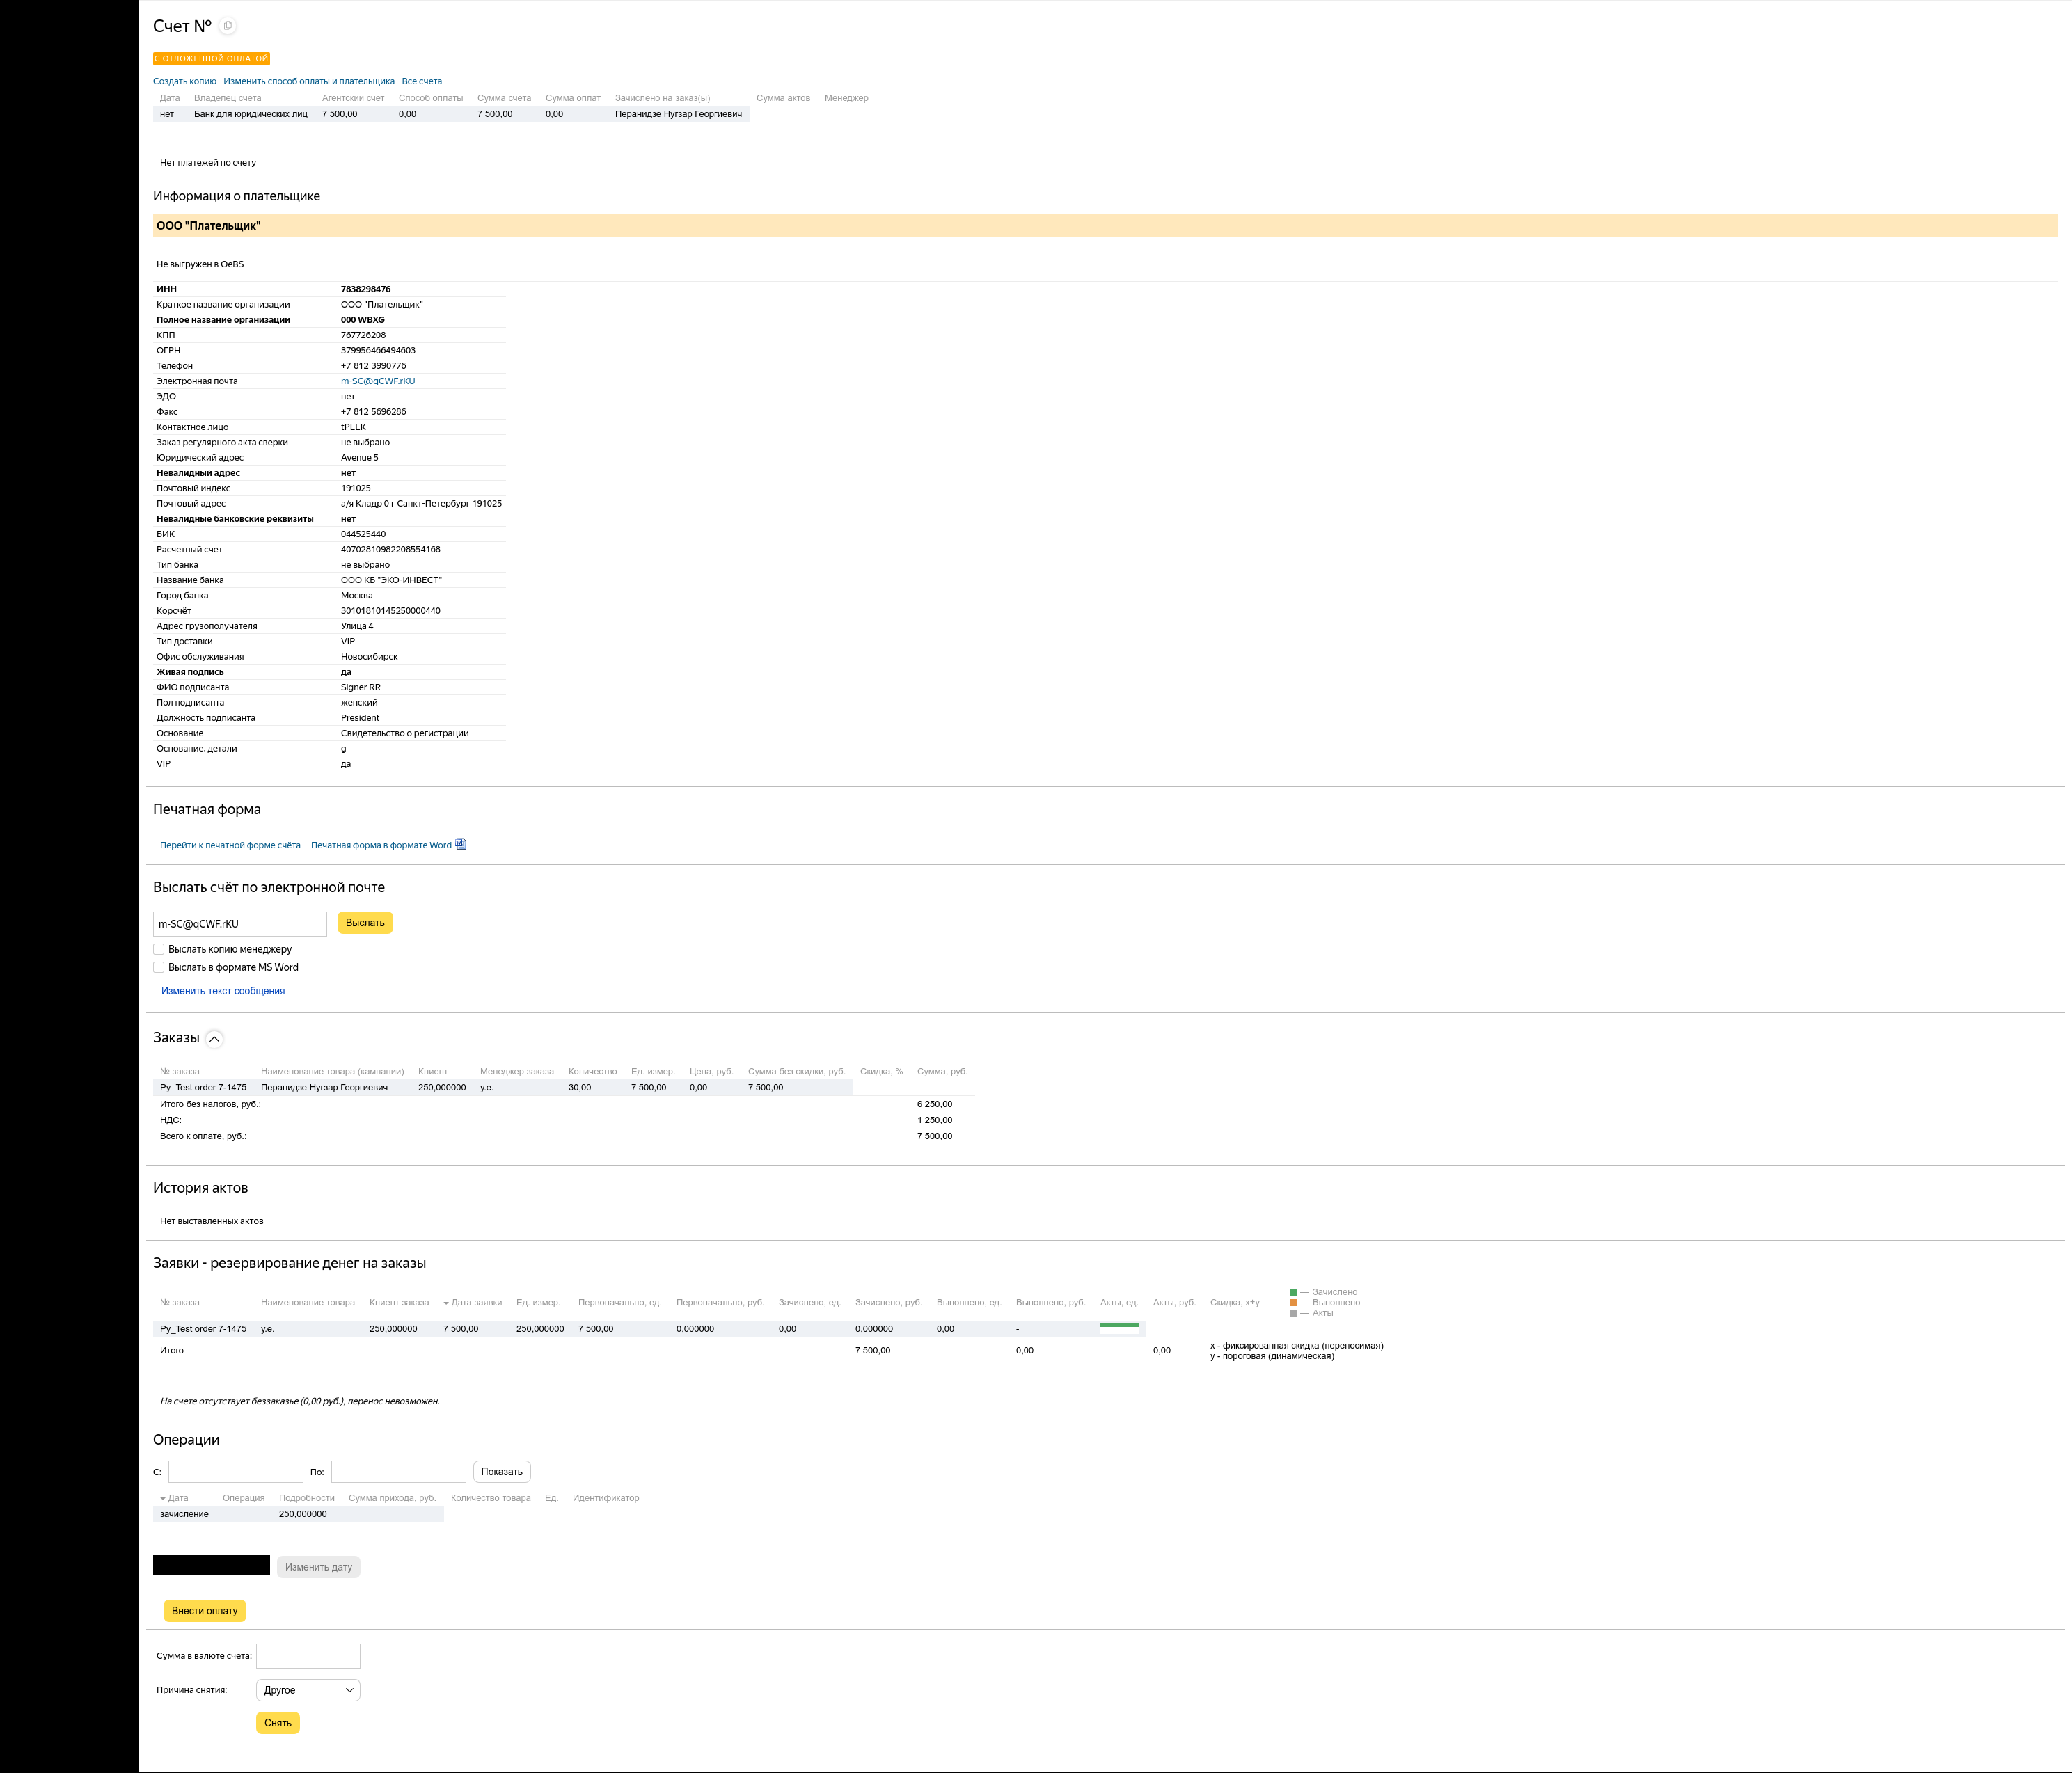 Счет №
С ОТЛОЖЕННОЙ ОПЛАТОЙ
Создать копию Изменить способ оплаты и плательщика Все счета
Дата Владелец счета Агентский счет Способ оплаты Сумма счета Сумма оплат Зачислено на заказ(ы) Сумма актов Менеджер
нет Банк для юридических лиц 7 500,00 0,00 7 500,00 0,00 Перанидзе Нугзар Георгиевич
Нет платежей по счету
Информация о плательщике
ООО "Плательщик"
Не выгружен в OeBS
ИНН 7838298476
Краткое название организации ООО "Плательщик"
Полное название организации 000 WBXG
КПП 767726208
ОГРН 379956466494603
Телефон +7 812 3990776
Электронная почта m-SC@qCWF.rKU
ЭДО нет
Факс +7 812 5696286
Контактное лицо tPLLK
Заказ регулярного акта сверки не выбрано
Юридический адрес Avenue 5
Невалидный адрес нет
Почтовый индекс 191025
Почтовый адрес а/я Кладр 0 г Санкт-Петербург 191025
Невалидные банковские реквизиты нет
БИК 044525440
Расчетный счет 40702810982208554168
Тип банка не выбрано
Название банка ООО КБ "ЭКО-ИНВЕСТ"
Город банка Москва
Корсчёт 30101810145250000440
Адрес грузополучателя Улица 4
Тип доставки VIP
Офис обслуживания Новосибирск
Живая подпись да
ФИО подписанта Signer RR
Пол подписанта женский
Должность подписанта President
Основание Свидетельство о регистрации
Основание, детали g
VIP да
Печатная форма
Перейти к печатной форме счёта Печатная форма в формате Word
Выслать счёт по электронной почте
m-SC@qCWF.rKU Выслать
Выслать копию менеджеру
Выслать в формате MS Word
Изменить текст сообщения
Заказы
№ заказа Наименование товара (кампании) Клиент Менеджер заказа Количество Ед. измер. Цена, руб. Сумма без скидки, руб. Скидка, % Сумма, руб.
Py_Test order 7-1475 Перанидзе Нугзар Георгиевич 250,000000 у.е. 30,00 7 500,00 0,00 7 500,00
Итого без налогов, руб.: 6 250,00
НДС: 1 250,00
Всего к оплате, руб.: 7 500,00
История актов
Нет выставленных актов
Заявки - резервирование денег на заказы
№ заказа Наименование товара Клиент заказа Дата заявки Ед. измер. Первоначально, ед. Первоначально, руб. Зачислено, ед. Зачислено, руб. Выполнено, ед. Выполнено, руб. Акты, ед. Акты, руб. Скидка, x+y
— Зачислено
— Выполнено
— Акты
Py_Test order 7-1475 у.е. 250,000000 7 500,00 250,000000 7 500,00 0,000000 0,00 0,000000 0,00 -
Итого 7 500,00 0,00 0,00
x - фиксированная скидка (переносимая)
y - пороговая (динамическая)
На счете отсутствует беззаказье (0,00 руб.), перенос невозможен.
Операции
С: По: Показать
Дата Операция Подробности Сумма прихода, руб. Количество товара Ед. Идентификатор
зачисление 250,000000
Изменить дату
Внести оплату
Сумма в валюте счета:
Причина снятия: Другое
Снять